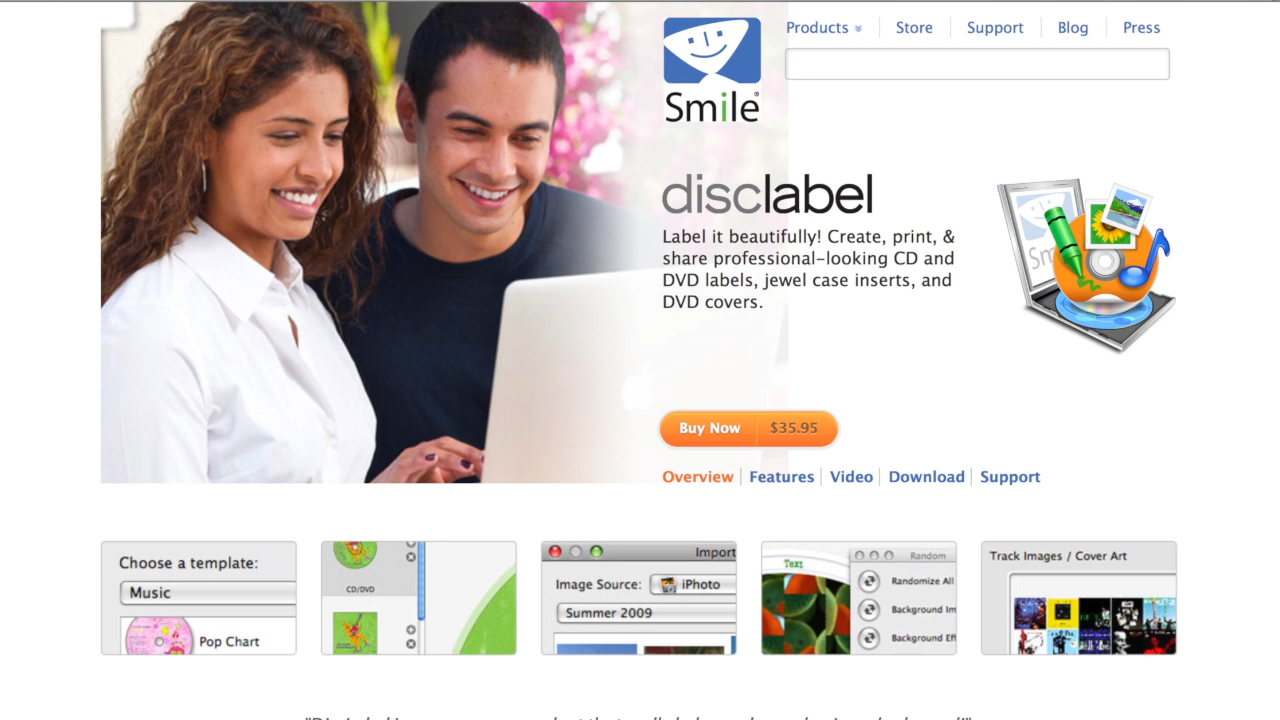 Products
Store
Support
Blog
Press
Smile
disclabel
Label it beautifully! Create, print, &
share professional-looking CD and
DVD labels, jewel case inserts, and
DVD covers.
Buy Now $35.95
Overview
Features
Video
Download
Support
Choose a template:
Music
Pop Chart
CD/DVD
Import
Image Source: iPhoto
Summer 2009
Text
Random
Randomize All
Background Im
Background Eff
Track Images / Cover Art